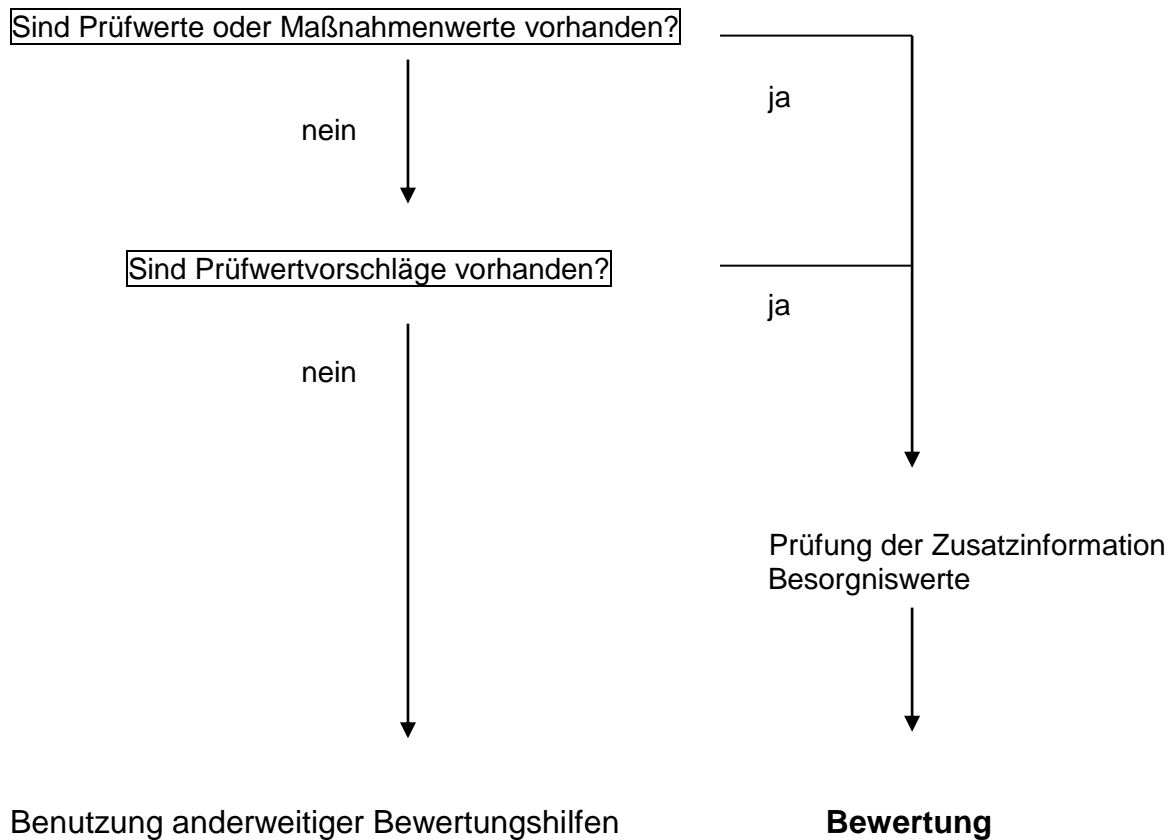 Sind Prüfwerte oder Maßnahmenwerte vorhanden?
ja
nein
Sind Prüfwertvorschläge vorhanden?
ja
nein
Prüfung der Zusatzinformation
Besorgniswerte
Benutzung anderweitiger Bewertungshilfen
Bewertung